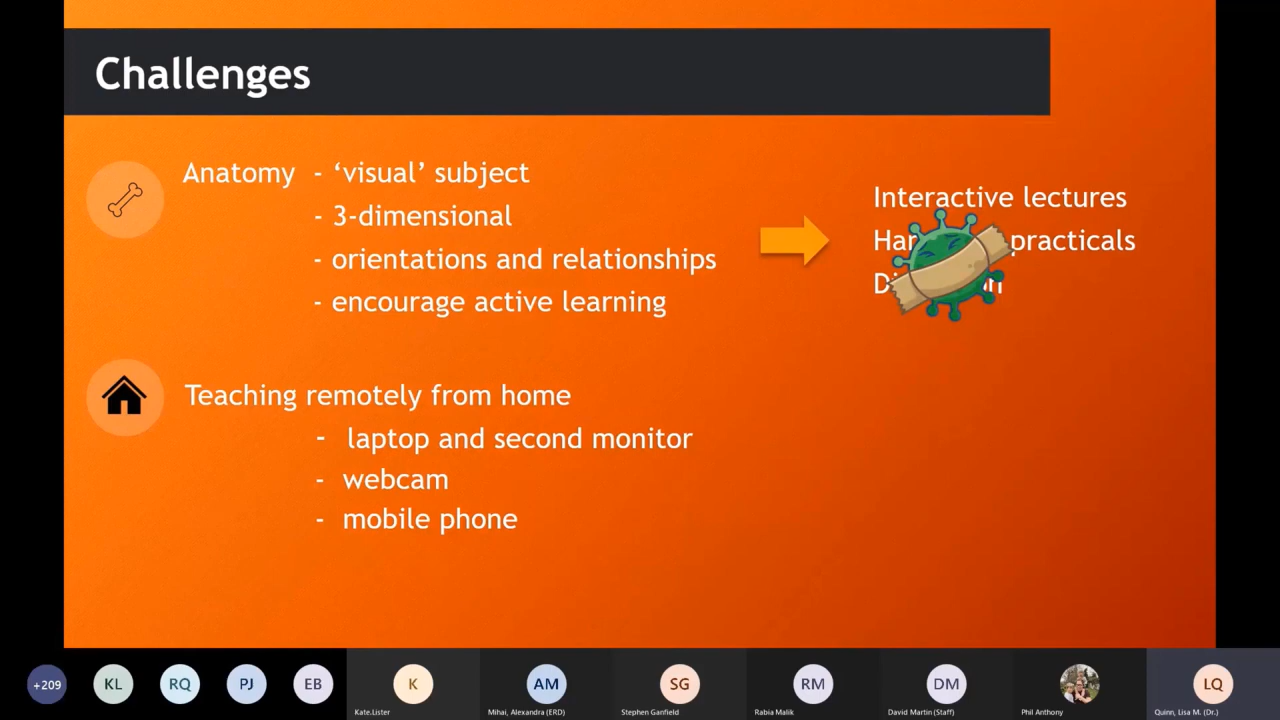 Challenges
Anatomy - ‘visual’ subject
- 3-dimensional
- orientations and relationships
- encourage active learning
Interactive lectures
practicals
Teaching remotely from home
- laptop and second monitor
- webcam
- mobile phone
+209
KL
RQ
PJ
EB
K
AM
SG
RM
DM
LQ
Kate.Lister
Mihai, Alexandra (ERD)
Stephen Ganfield
Rabia Malik
David Martin (Staff)
Phil Anthony
Quinn, Lisa M. (Dr.)